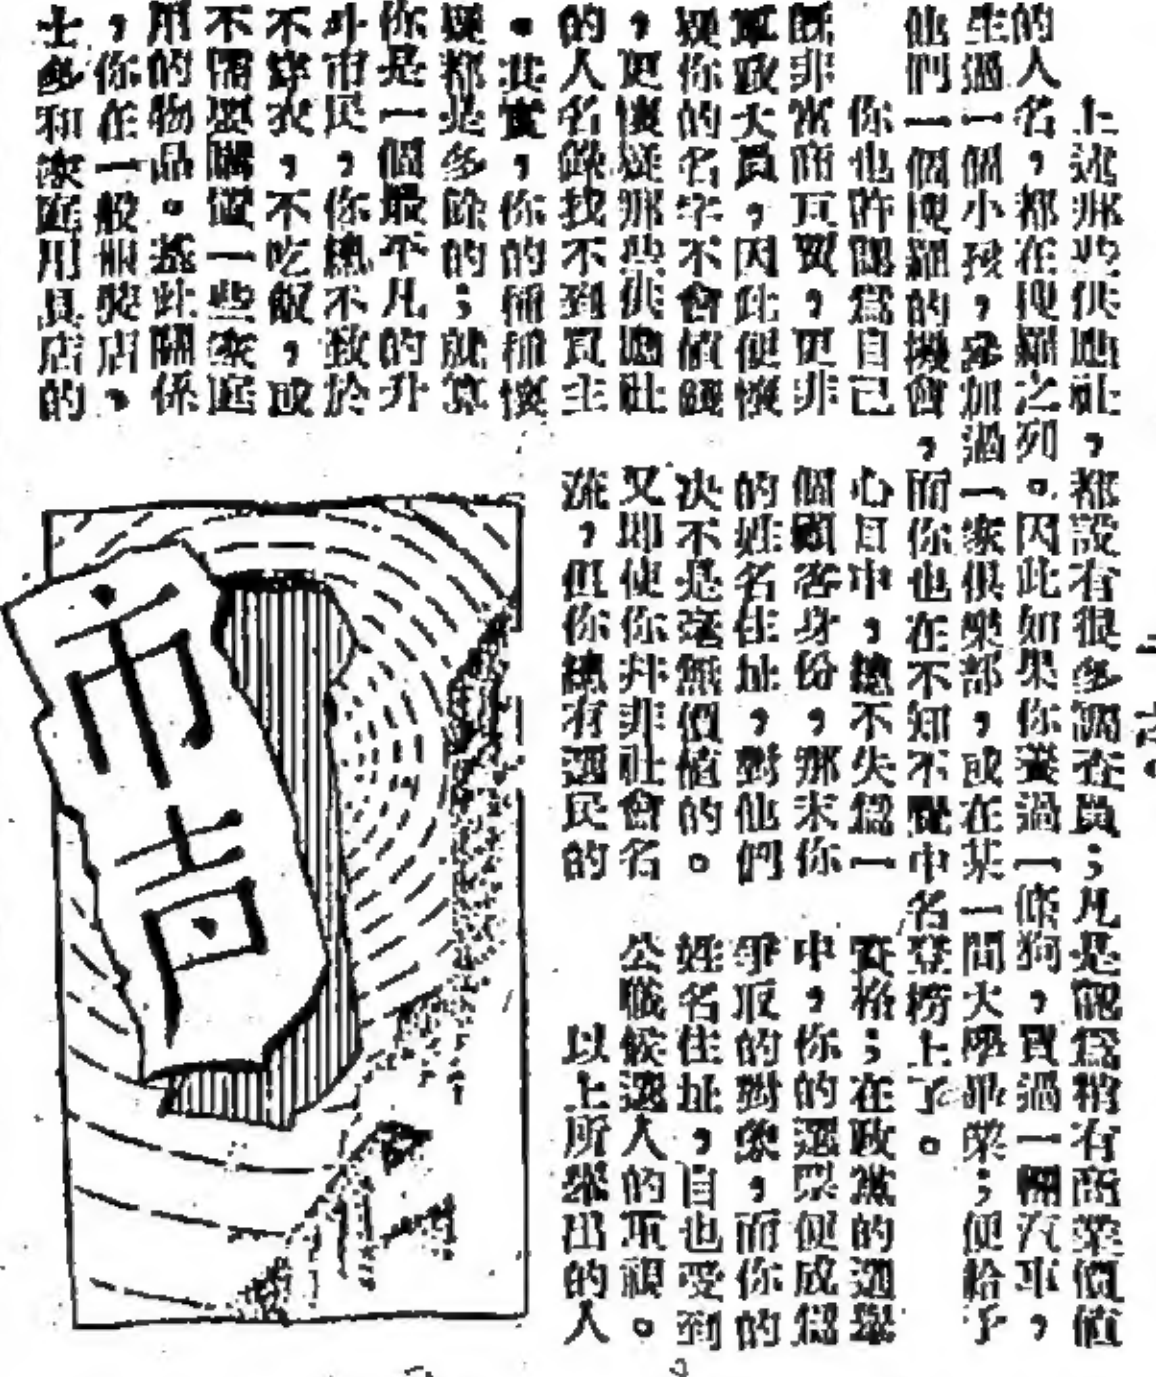 上述那些供應社，都設有很多調查員；凡是認爲稍有商業價值
的人名，都在搜羅之列。因此如果你養過一條狗，買過一輛汽車，
生過一個小孩，參加過一家俱樂部，或在某一間大學畢業；便給予
他們一個搜羅的機會，而你也在不知不覺中名登榜上了。
你也許認爲自己
既非富商互賈，更非
軍政大員，因此便懷
疑你的名字不會值錢
，更懷疑那些供應社
的人名錄找不到買主
。其實，你的種種懷
疑都是多餘的；就算
你是一個最平凡的升
斗市民，你總不致於
不穿衣，不吃飯，或
不需要購置一些家庭
用的物品。基此關係
，你在一般服裝店，
士多和家庭用具店的
心目中，總不失爲一
個顧客身份，那末你
的姓名住址，對他們
決不是毫無價值的。
又即使你幷非社會名
流，但你總有選民的
資格；在政黨的選舉
中，你的選票便成爲
爭取的對象，而你的
姓名住址，自也受到
公職候選人的重視。
以上所舉出的人
市声